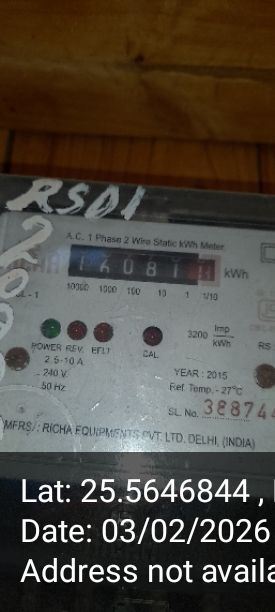 RSD1
A.C. 1 Phase 2 Wire Static kWh Meter
kWh
10000 1000 100 10 1 1/10
POWER REV. E/LT CAL
3200 Imp/kWh
RS
2.5-10 A
240 V.
50 Hz
YEAR : 2015
Ref. Temp. - 27°C
SL. No. 38874
MFRS.: RICHA EQUIPMENTS PVT. LTD. DELHI, (INDIA)
Lat: 25.5646844 ,
Date: 03/02/2026
Address not availa